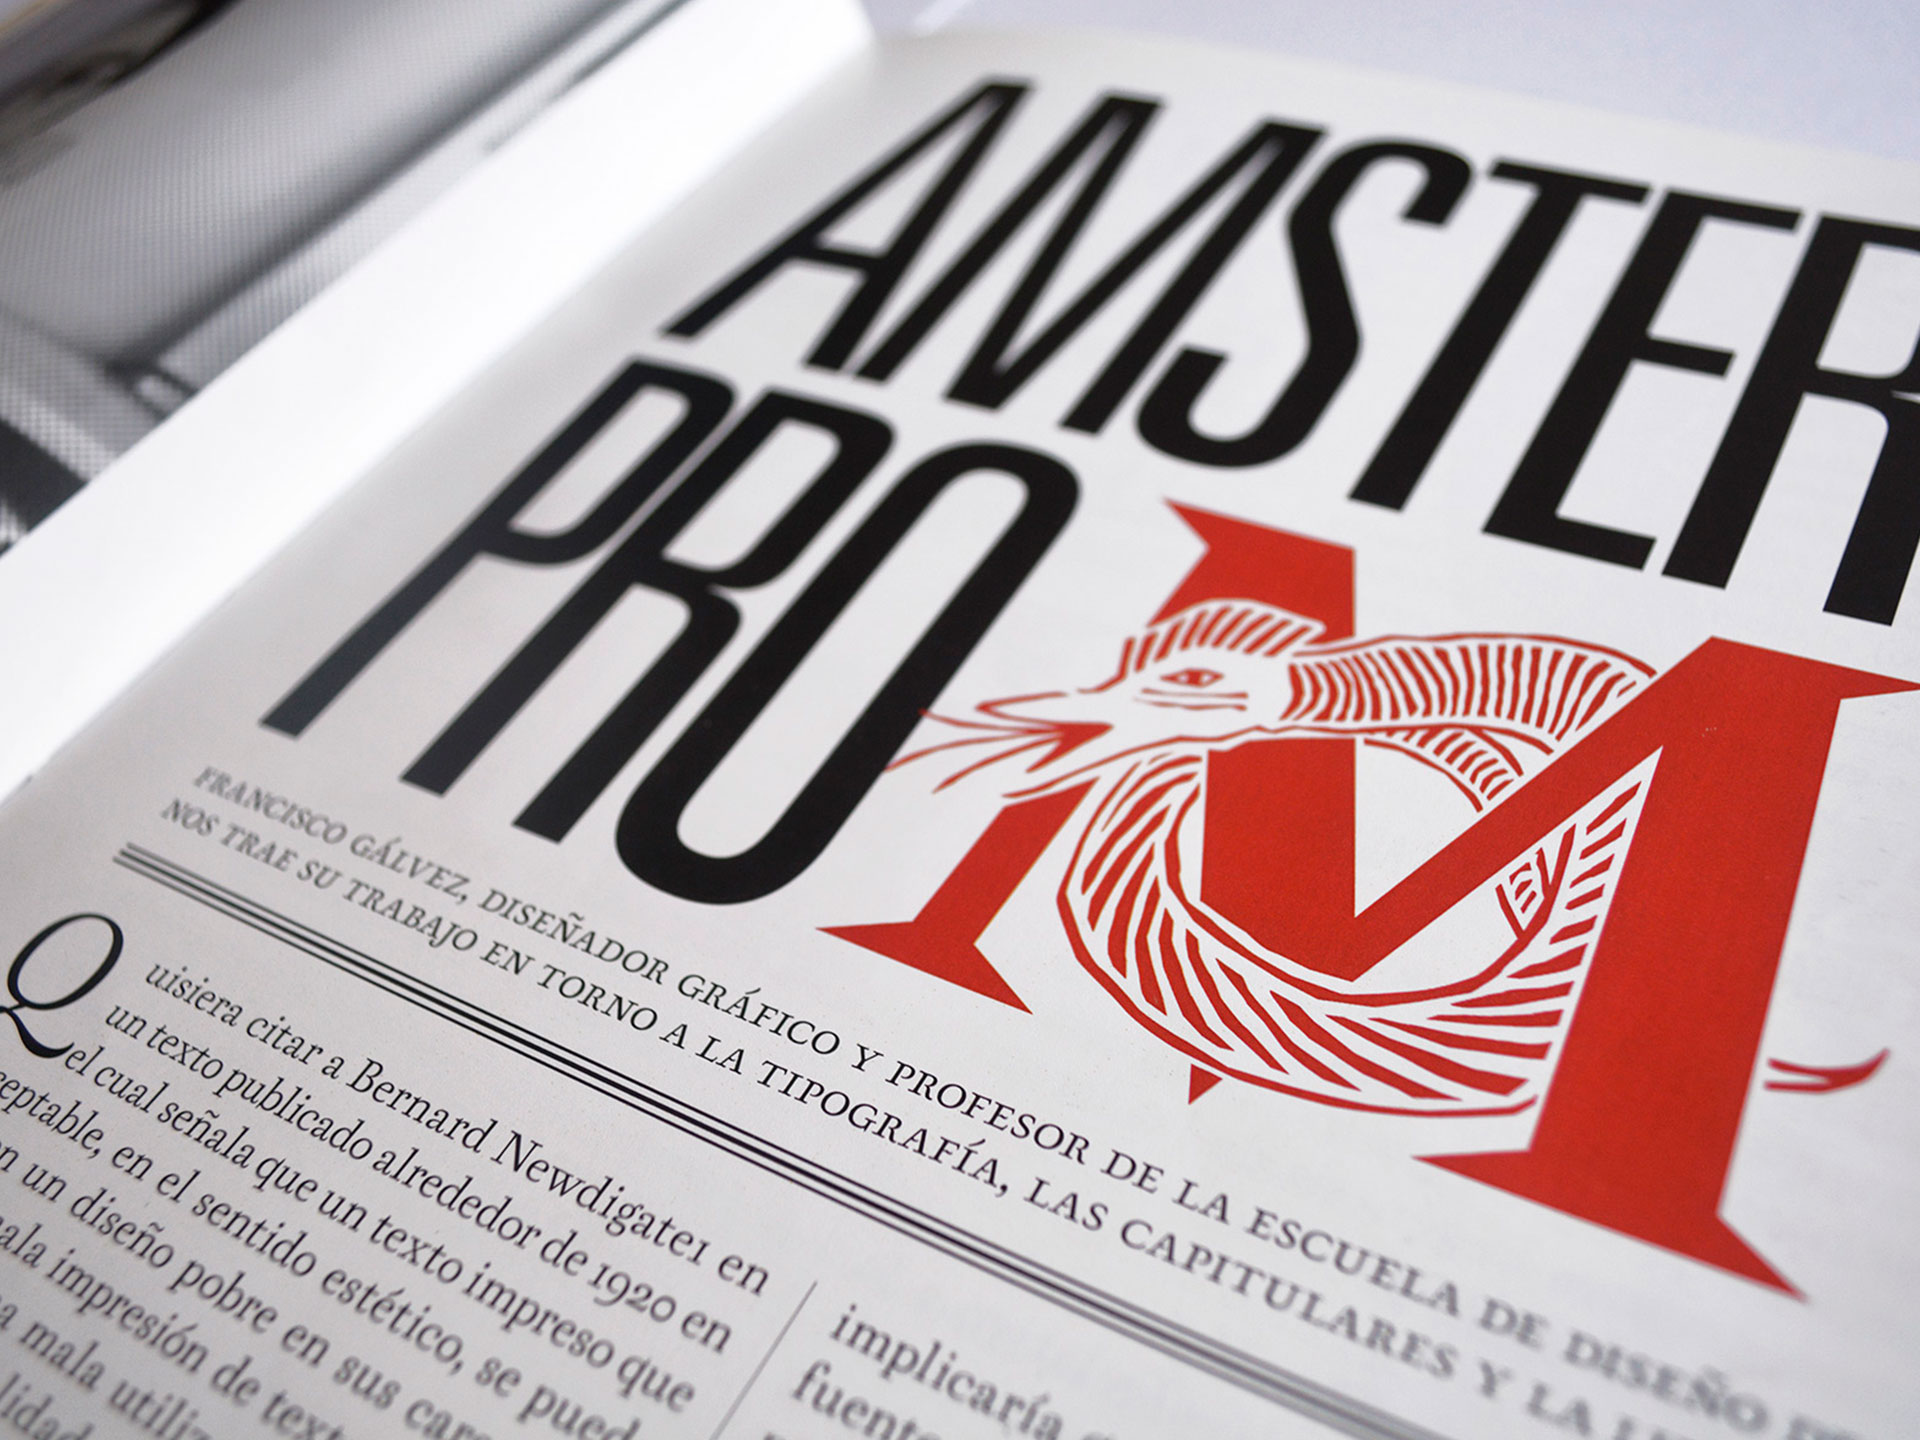 AMSTER
PRO
M
FRANCISCO GÁLVEZ, DISEÑADOR GRÁFICO Y PROFESOR DE LA ESCUELA DE DISEÑO
NOS TRAE SU TRABAJO EN TORNO A LA TIPOGRAFÍA, LAS CAPITULARES Y LA
Quisiera citar a Bernard Newdigate1 en
un texto publicado alrededor de 1920 en
el cual señala que un texto impreso que
eptable, en el sentido estético, se pued
n un diseño pobre en sus cara
ala impresión de text
a mala utiliz
lidad
implicaría
fuente